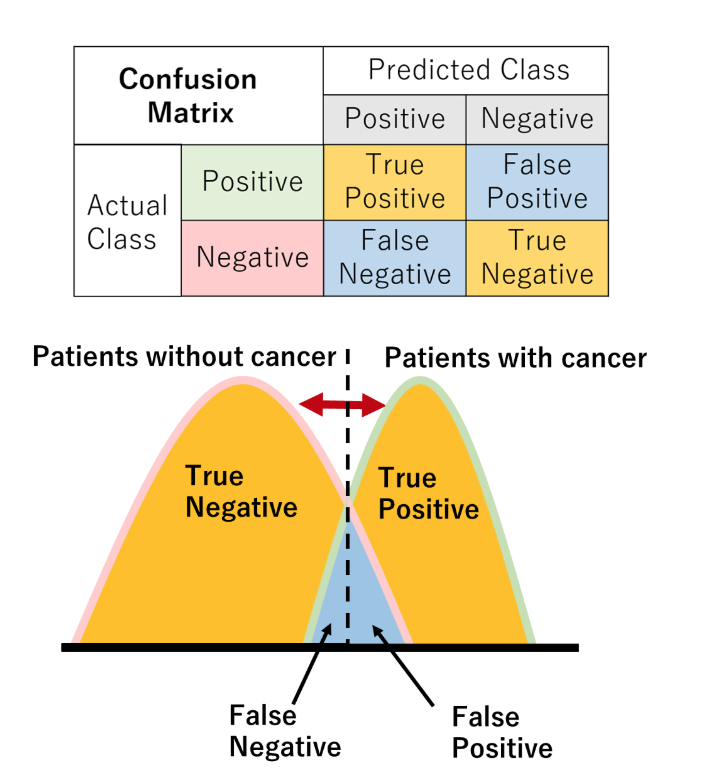 Confusion
Matrix
Predicted Class
Positive
Negative
Actual
Class
Positive
True
Positive
False
Positive
Negative
False
Negative
True
Negative
Patients without cancer
Patients with cancer
True
Negative
True
Positive
False
Negative
False
Positive